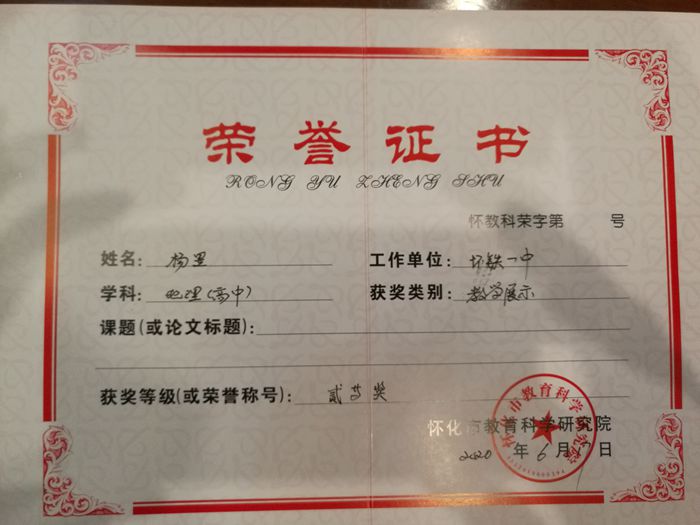 荣誉证书
RONG YU ZHENG SHU
怀教科荣字第 号
姓名: 杨里 工作单位: 怀铁一中
学科: 地理(高中) 获奖类别: 教学展示
课题(或论文标题):
获奖等级(或荣誉称号): 贰等奖
怀化市教育科学研究院
2020 年 6 月 日